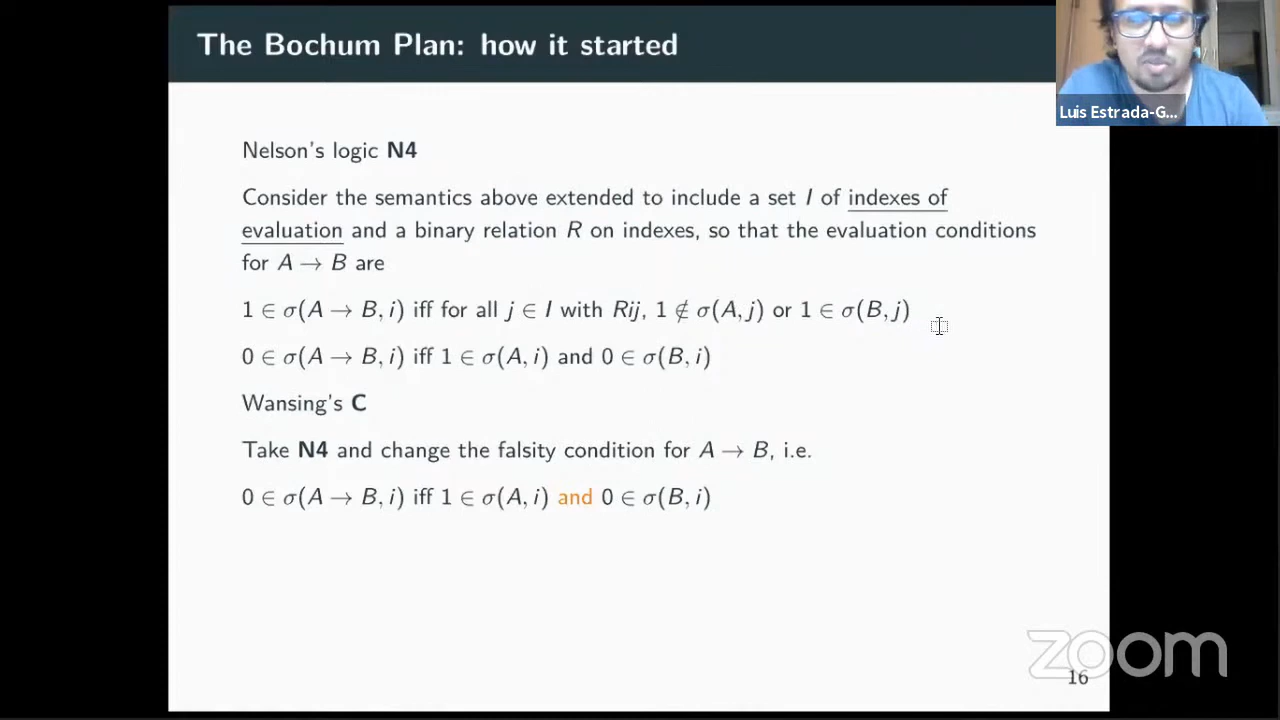 The Bochum Plan: how it started
Luis Estrada-G...
Nelson's logic N4
Consider the semantics above extended to include a set I of indexes of
evaluation and a binary relation R on indexes, so that the evaluation conditions
for A → B are
1 ∈ σ(A → B, i) iff for all j ∈ I with Rij, 1 ∉ σ(A, j) or 1 ∈ σ(B, j)
0 ∈ σ(A → B, i) iff 1 ∈ σ(A, i) and 0 ∈ σ(B, i)
Wansing's C
Take N4 and change the falsity condition for A → B, i.e.
0 ∈ σ(A → B, i) iff 1 ∈ σ(A, i) and 0 ∈ σ(B, i)
zoom
16